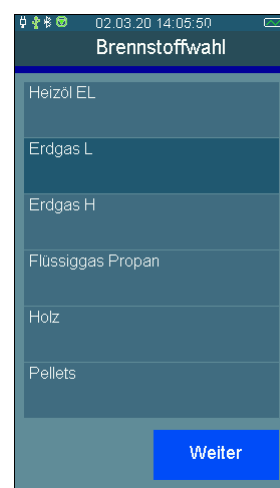 02.03.20 14:05:50
Brennstoffwahl
Heizöl EL
Erdgas L
Erdgas H
Flüssiggas Propan
Holz
Pellets
Weiter